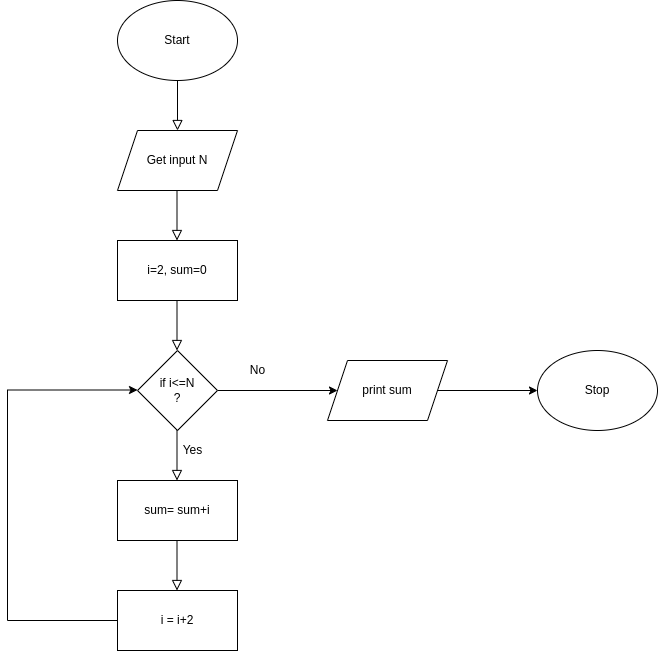 Start
Get input N
i=2, sum=0
if i<=N
?
No
print sum
Stop
Yes
sum= sum+i
i = i+2